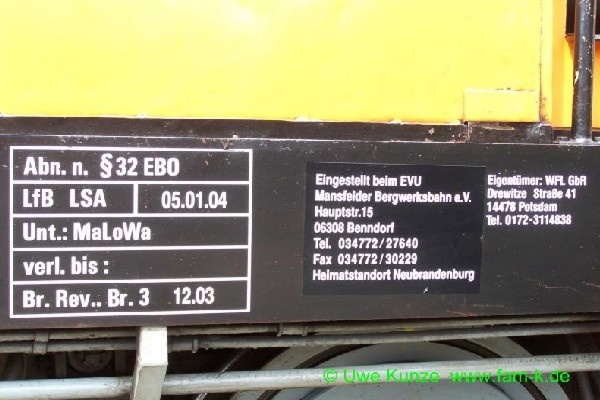 Abn. n. § 32 EBO
LfB LSA 05.01.04
Unt.: MaLoWa
verl. bis :
Br. Rev.. Br. 3 12.03
Eingestellt beim EVU
Mansfelder Bergwerksbahn e.V.
Hauptstr.15
06308 Benndorf
Tel. 034772/27640
Fax 034772/30229
Heimatstandort Neubrandenburg
Eigentümer: WFL GbR
Drewitze Straße 41
14478 Potsdam
Tel. 0172-3114838
© Uwe Kunze www.fam-k.de